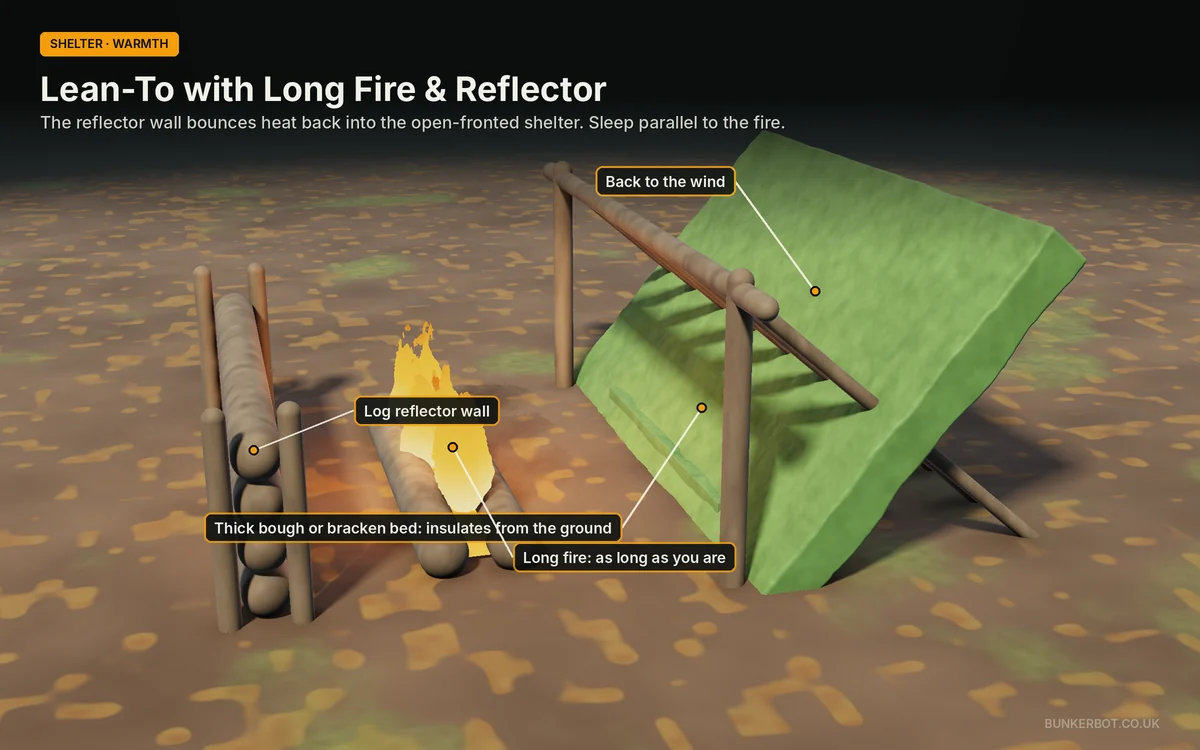 SHELTER · WARMTH
Lean-To with Long Fire & Reflector
The reflector wall bounces heat back into the open-fronted shelter. Sleep parallel to the fire.
Back to the wind
Log reflector wall
Thick bough or bracken bed: insulates from the ground
Long fire: as long as you are
BUNKERBOT.CO.UK